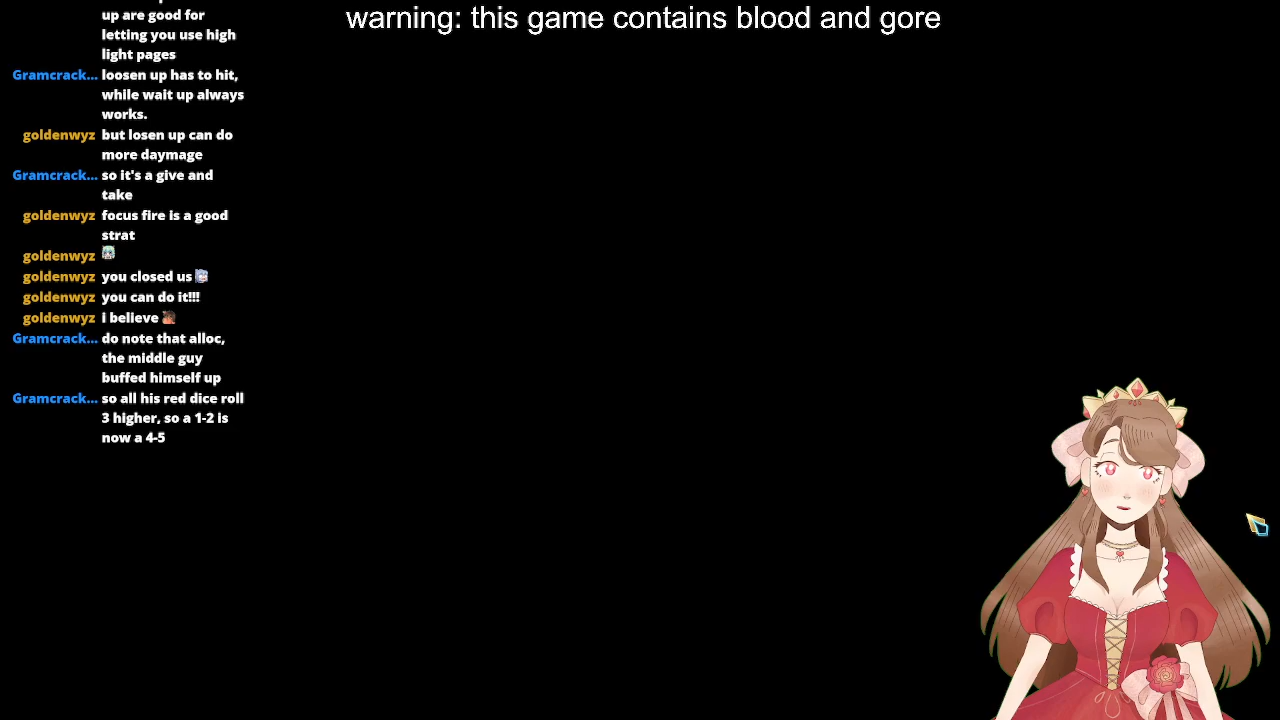 warning: this game contains blood and gore
up are good for
letting you use high
light pages
Gramcrack... loosen up has to hit,
while wait up always
works.
goldenwyz but losen up can do
more daymage
Gramcrack... so it's a give and
take
goldenwyz focus fire is a good
strat
goldenwyz
goldenwyz you closed us
goldenwyz you can do it!!!
goldenwyz i believe
Gramcrack... do note that alloc,
the middle guy
buffed himself up
Gramcrack... so all his red dice roll
3 higher, so a 1-2 is
now a 4-5